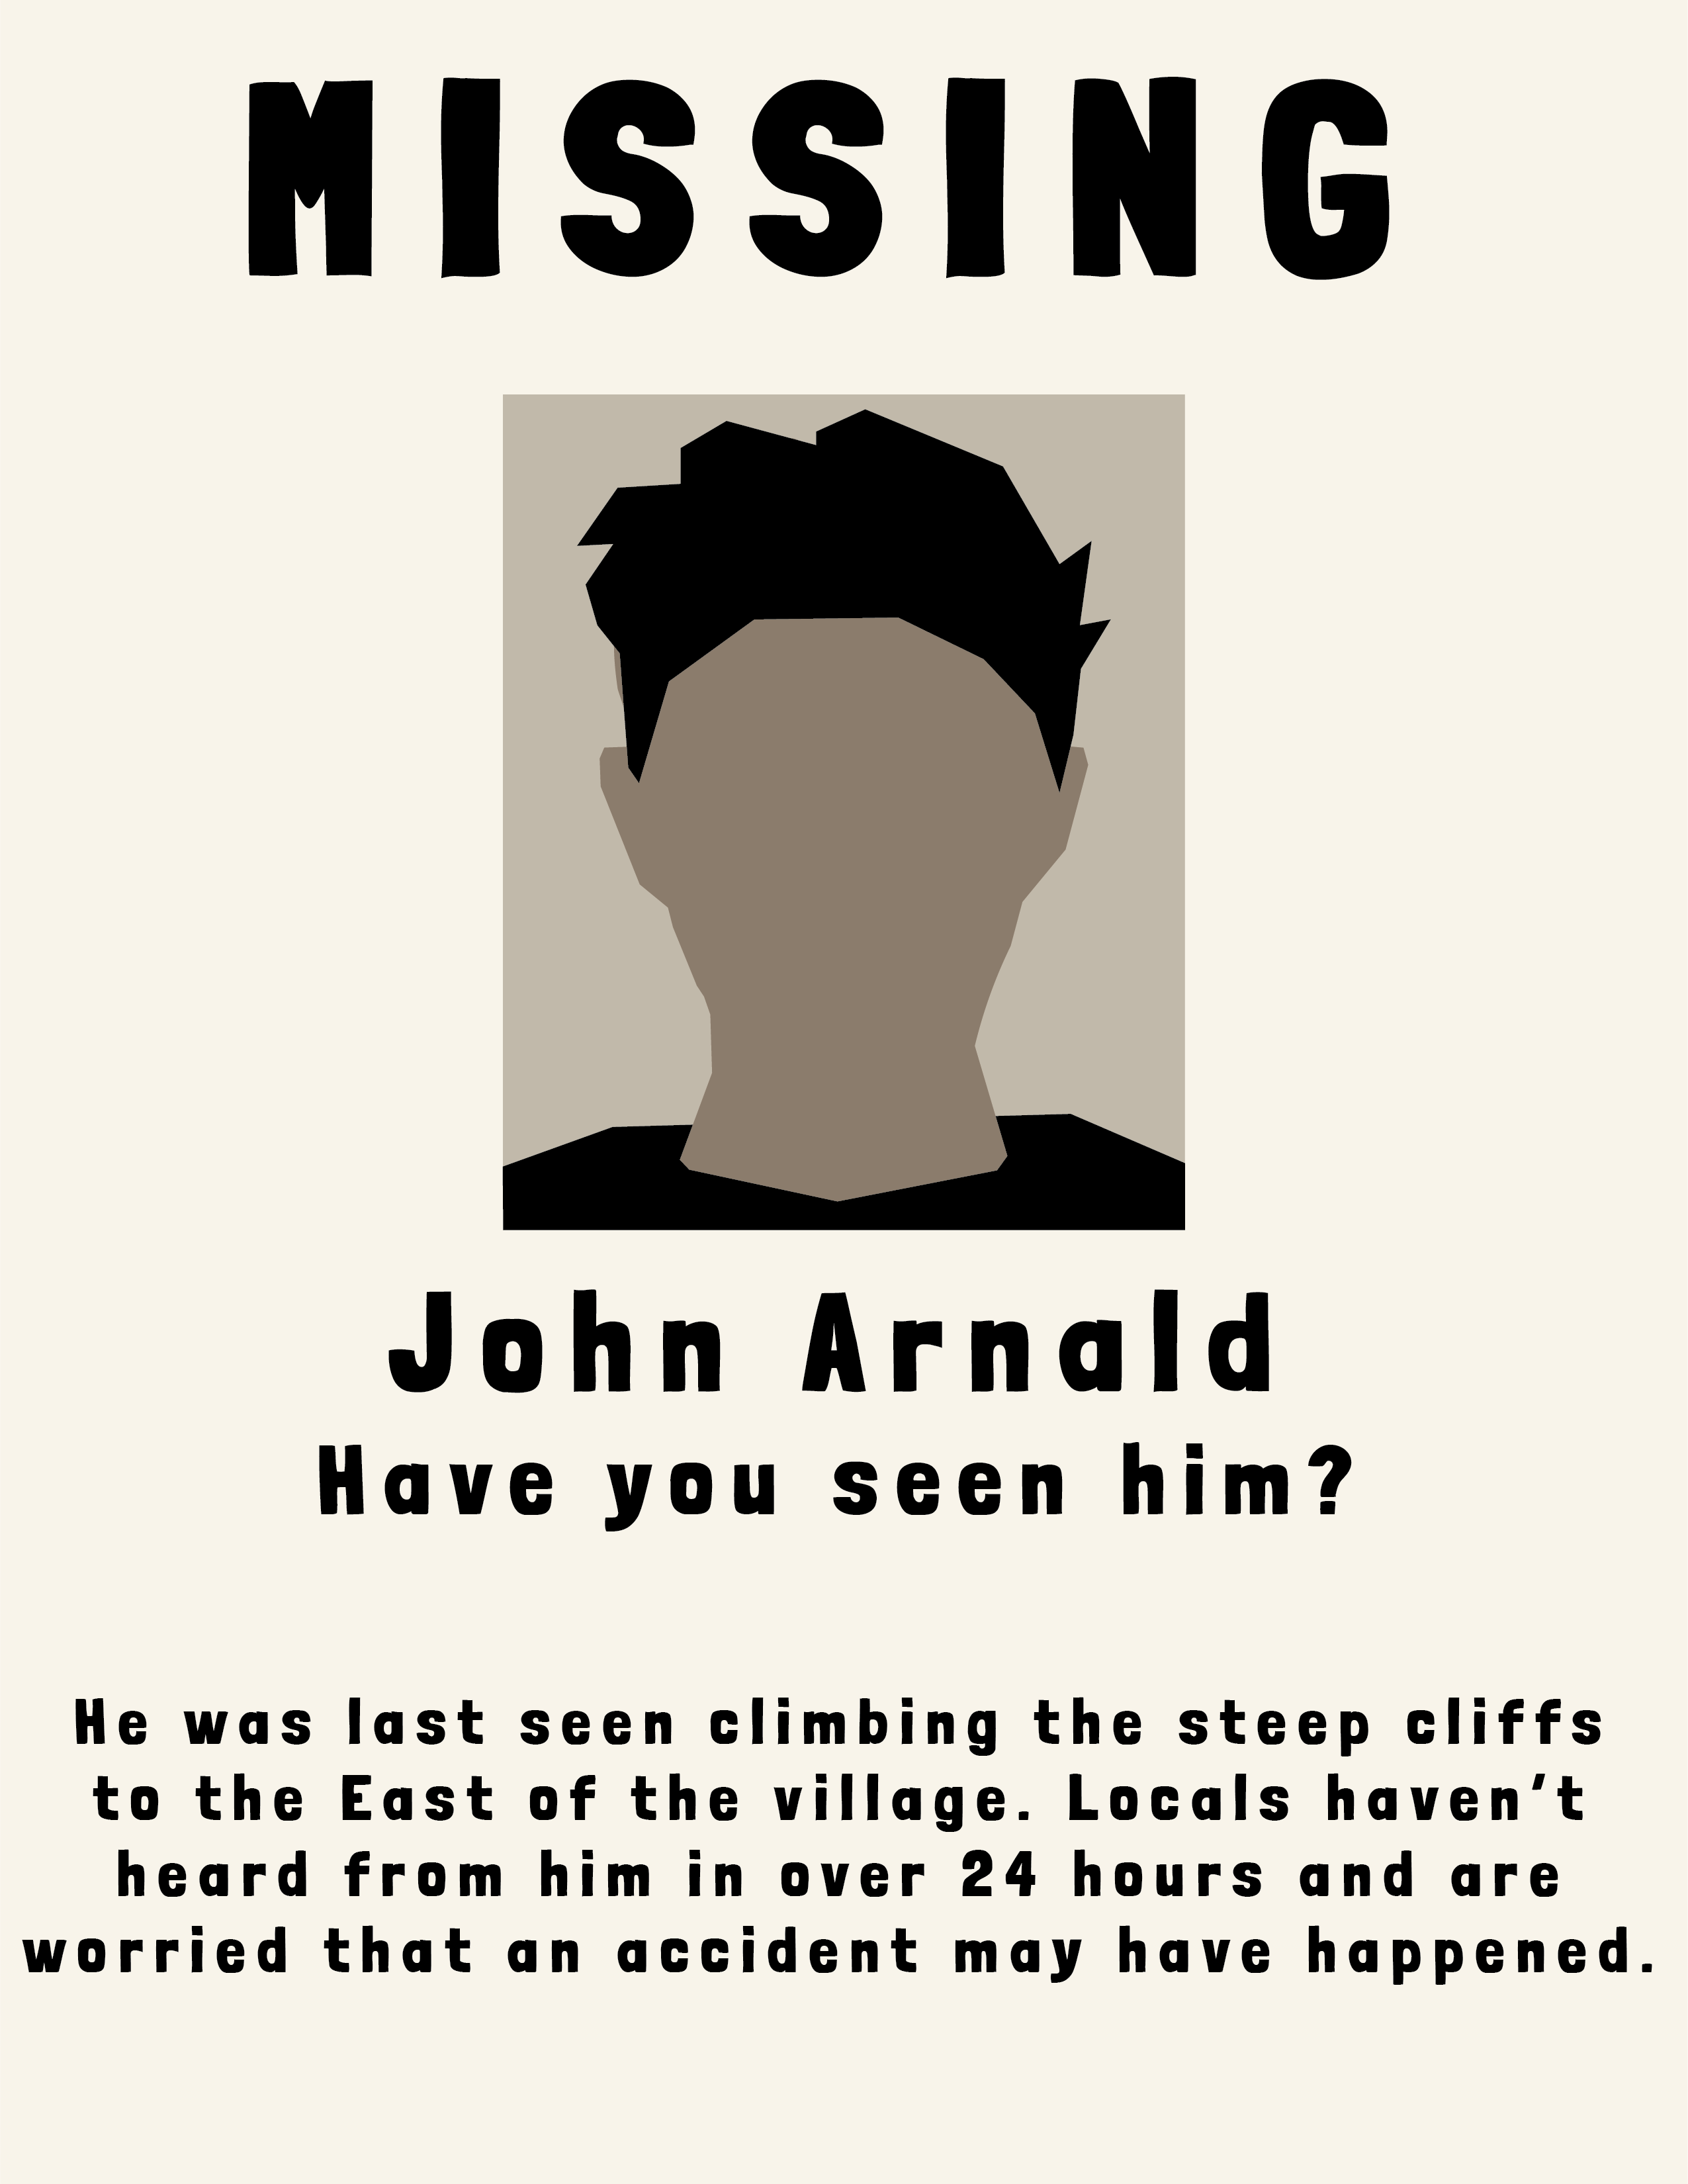 MISSING
John Arnald
Have you seen him?
He was last seen climbing the steep cliffs
to the East of the village. Locals haven't
heard from him in over 24 hours and are
worried that an accident may have happened.